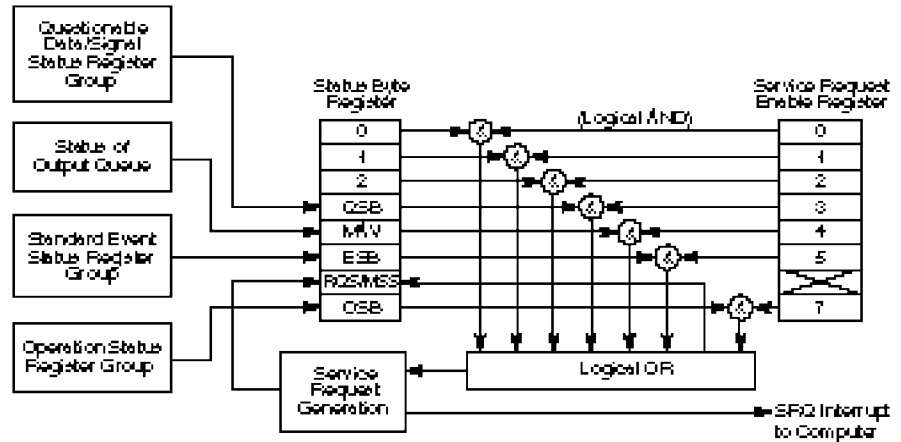 Questionable
Data/Signal
Status Register
Group
Status of
Output Queue
Standard Event
Status Register
Group
Operation Status
Register Group
Status Byte
Register
0
1
2
QSB
MAV
ESB
RQS/MSS
OSB
(Logical AND)
&
&
&
&
&
&
&
Service Request
Enable Register
0
1
2
3
4
5
7
Logical OR
Service
Request
Generation
SRQ Interrupt
to Computer